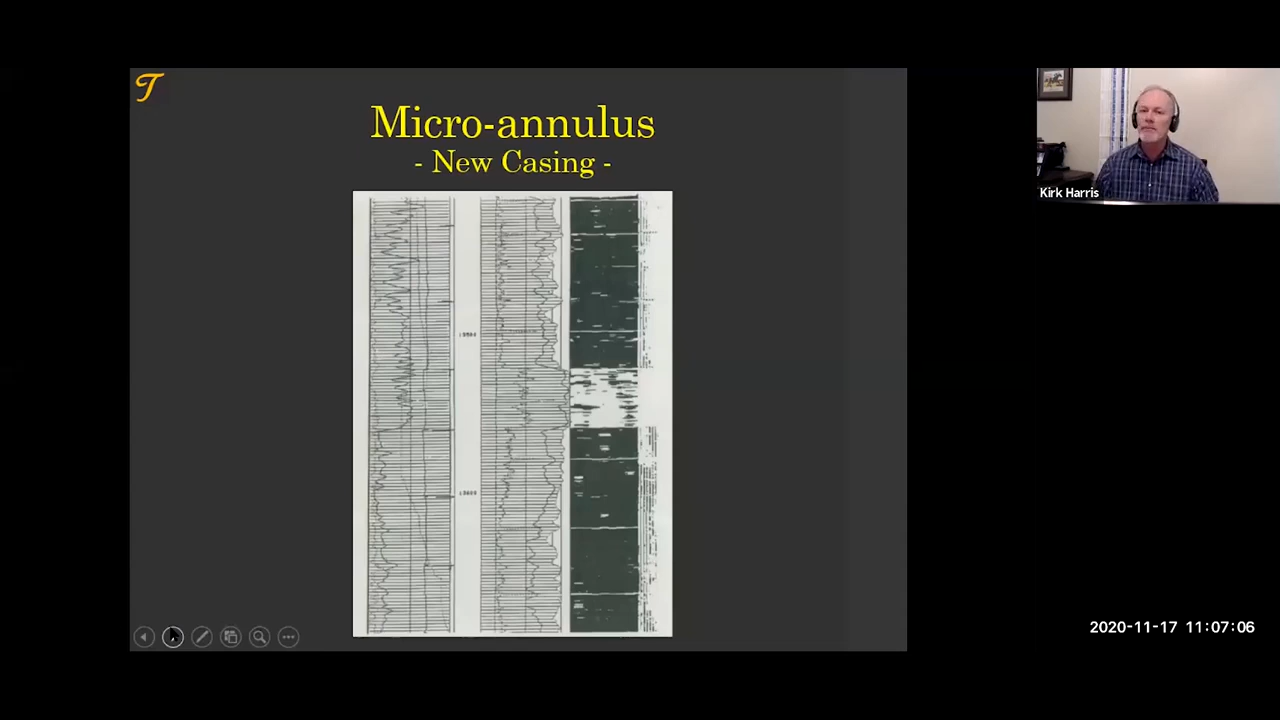 T
Micro-annulus
- New Casing -
Kirk Harris
2020-11-17 11:07:06